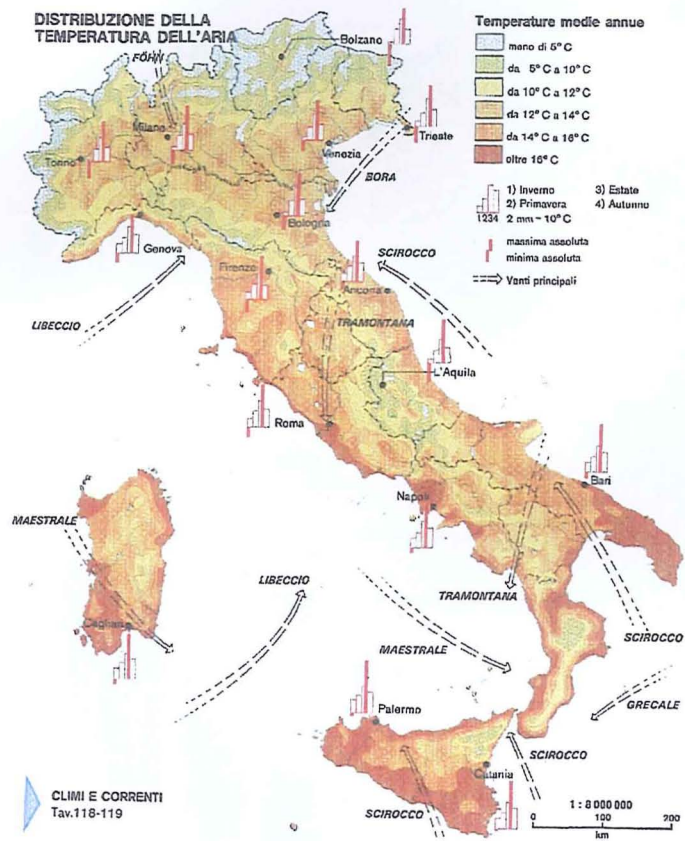 DISTRIBUZIONE DELLA
TEMPERATURA DELL'ARIA
Temperature medie annue
meno di 5°C
da 5°C a 10°C
da 10°C a 12°C
da 12°C a 14°C
da 14°C a 16°C
oltre 16°C
1) Inverno
2) Primavera
3) Estate
4) Autunno
1234
2 mm = 10°C
massima assoluta
minima assoluta
Venti principali
Bolzano
FÖHN
Milano
Trieste
Torino
Venezia
BORA
Bologna
Genova
SCIROCCO
Firenze
Ancona
LIBECCIO
TRAMONTANA
L'Aquila
Roma
Bari
Napoli
MAESTRALE
LIBECCIO
TRAMONTANA
Cagliari
SCIROCCO
MAESTRALE
GRECALE
Palermo
SCIROCCO
Catania
SCIROCCO
CLIMI E CORRENTI
Tav.118-119
1 : 8 000 000
0 100 200
km